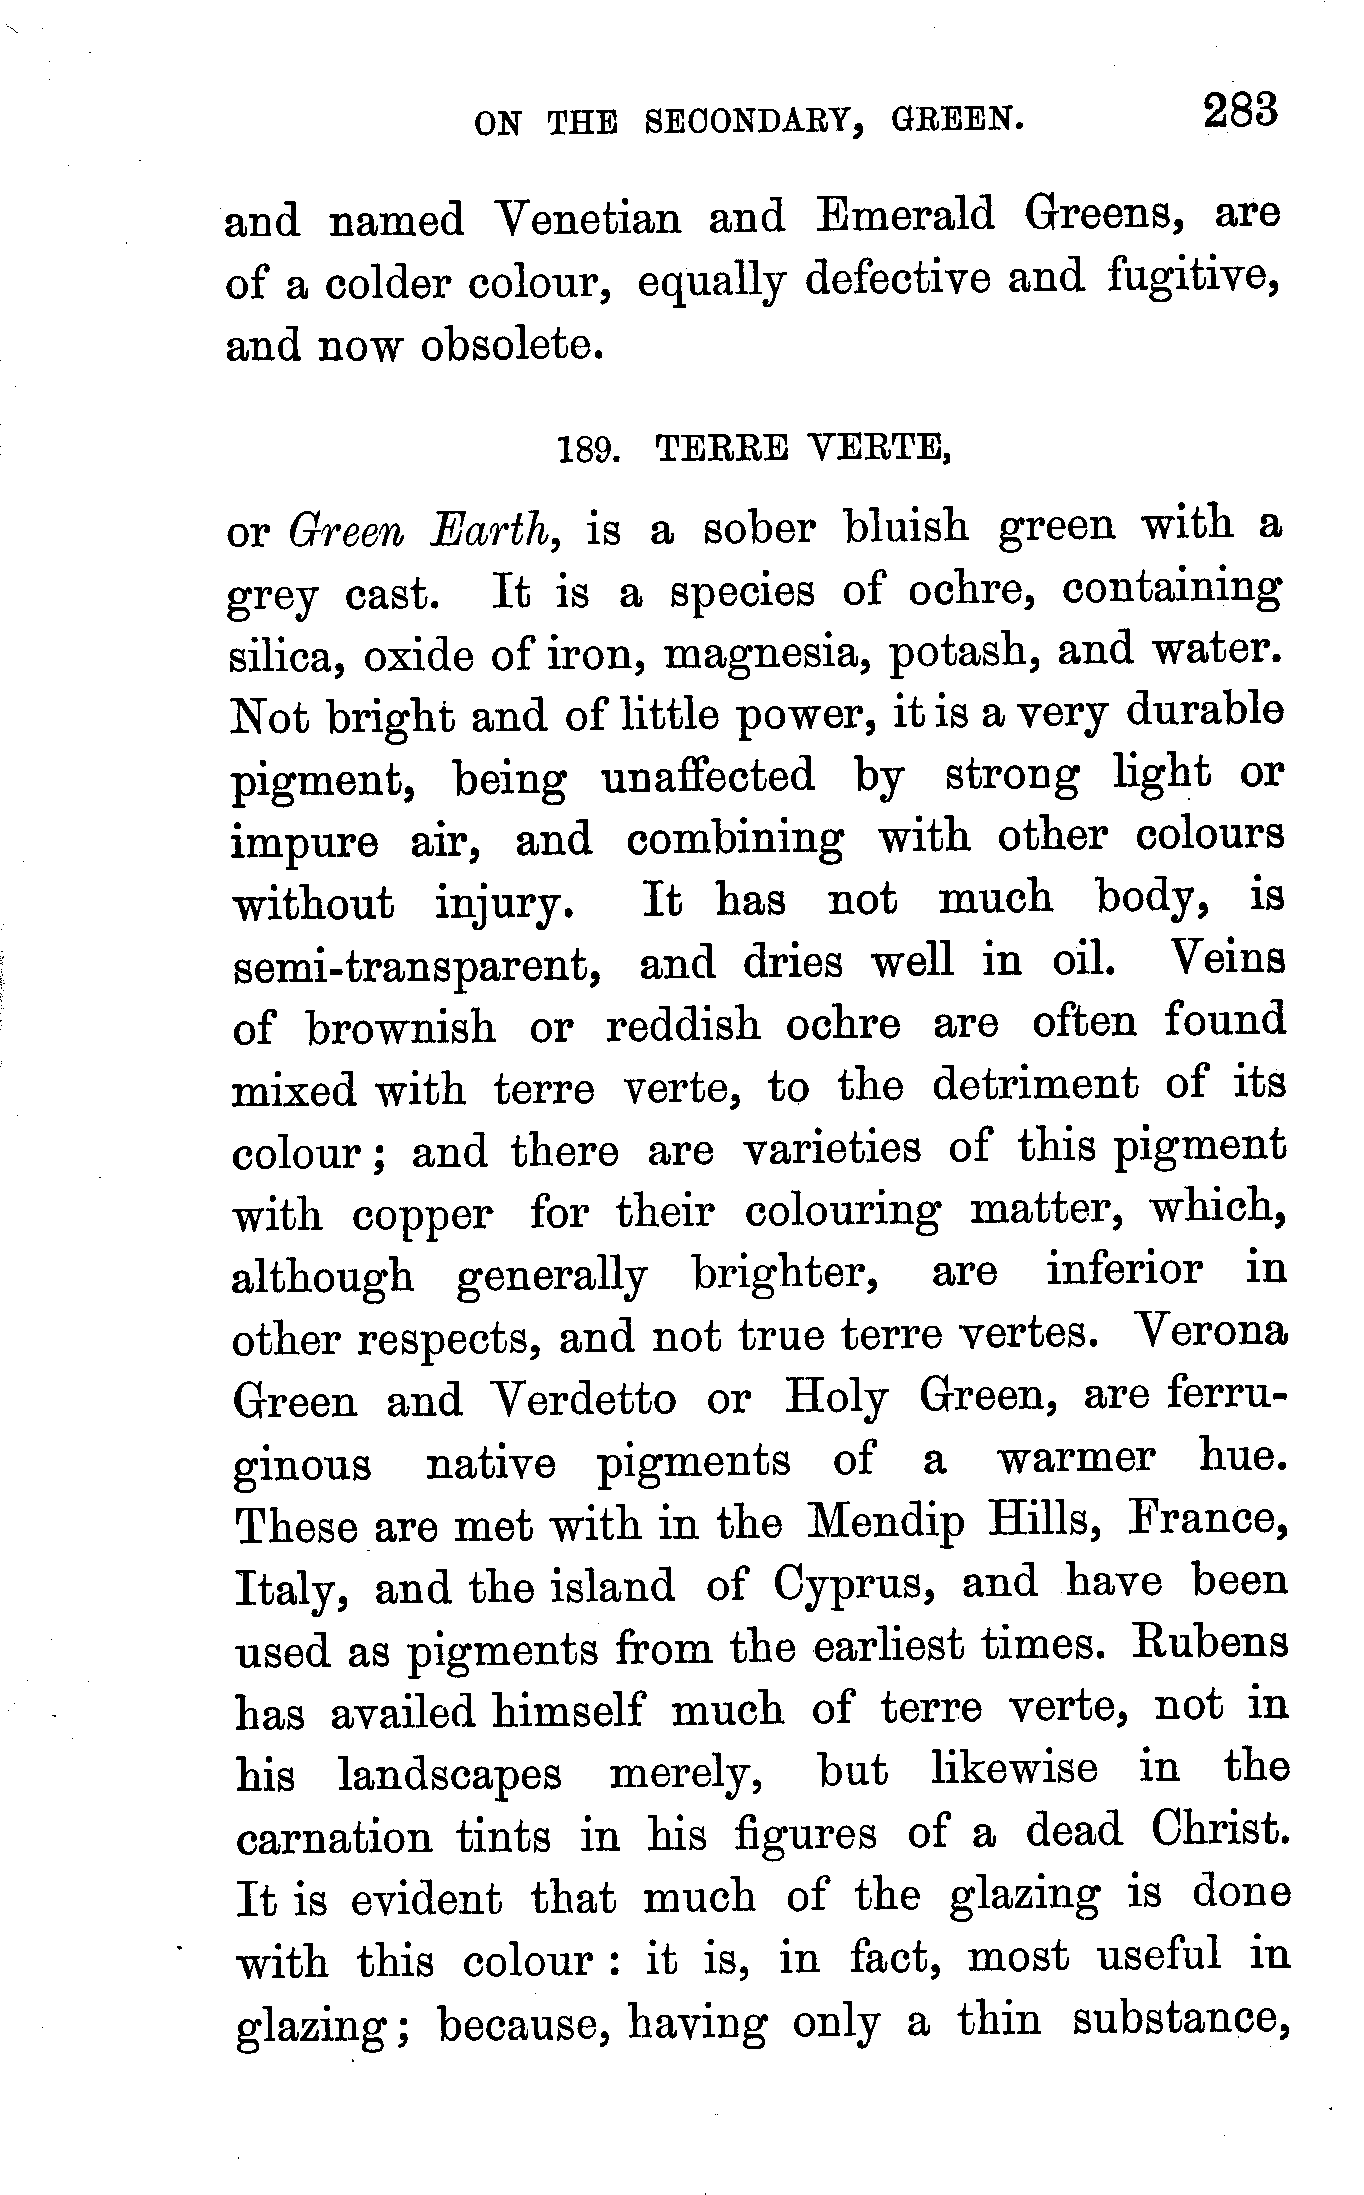 ON THE SECONDARY, GREEN. 283
and named Venetian and Emerald Greens, are
of a colder colour, equally defective and fugitive,
and now obsolete.
189. TERRE VERTE,
or Green Earth, is a sober bluish green with a
grey cast. It is a species of ochre, containing
silica, oxide of iron, magnesia, potash, and water.
Not bright and of little power, it is a very durable
pigment, being unaffected by strong light or
impure air, and combining with other colours
without injury. It has not much body, is
semi-transparent, and dries well in oil. Veins
of brownish or reddish ochre are often found
mixed with terre verte, to the detriment of its
colour; and there are varieties of this pigment
with copper for their colouring matter, which,
although generally brighter, are inferior in
other respects, and not true terre vertes. Verona
Green and Verdetto or Holy Green, are ferru-
ginous native pigments of a warmer hue.
These are met with in the Mendip Hills, France,
Italy, and the island of Cyprus, and have been
used as pigments from the earliest times. Rubens
has availed himself much of terre verte, not in
his landscapes merely, but likewise in the
carnation tints in his figures of a dead Christ.
It is evident that much of the glazing is done
with this colour: it is, in fact, most useful in
glazing; because, having only a thin substance,